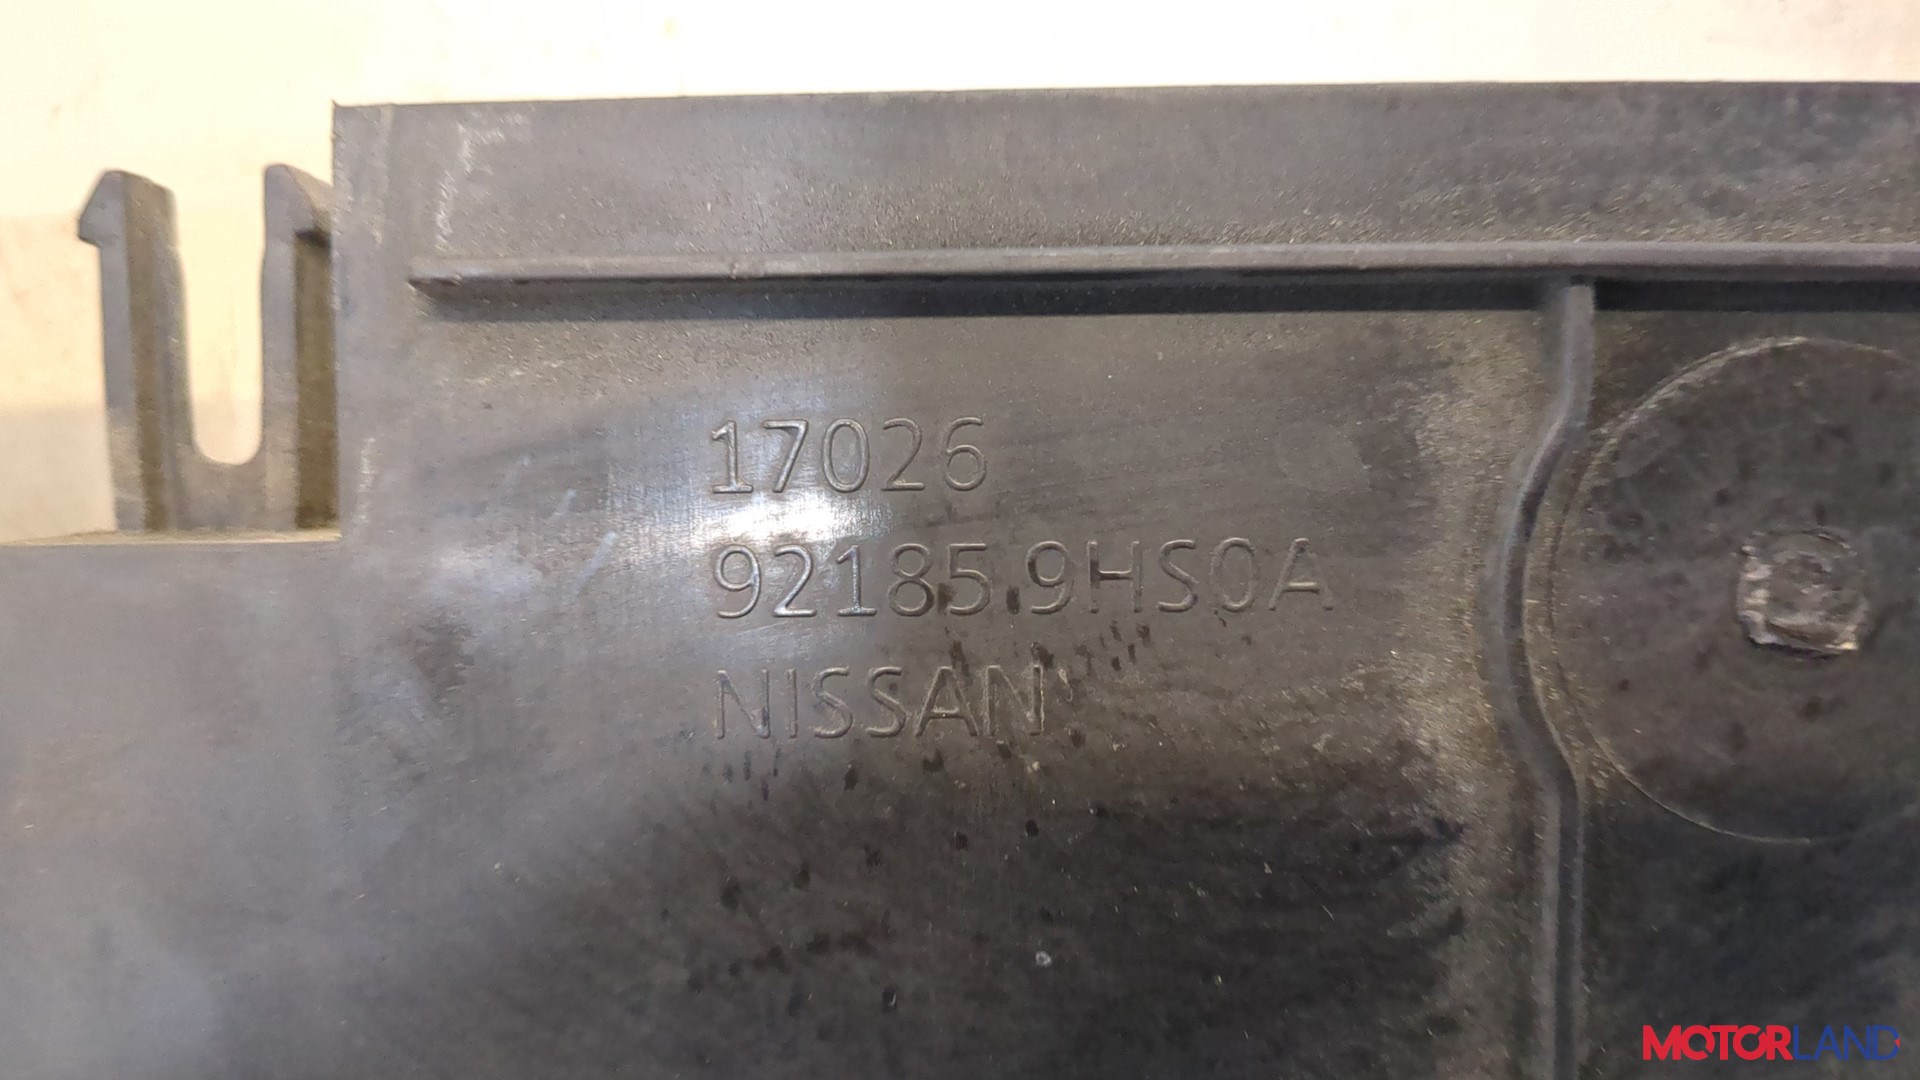 17026
92185 9HS0A
NISSAN
MOTORLAND